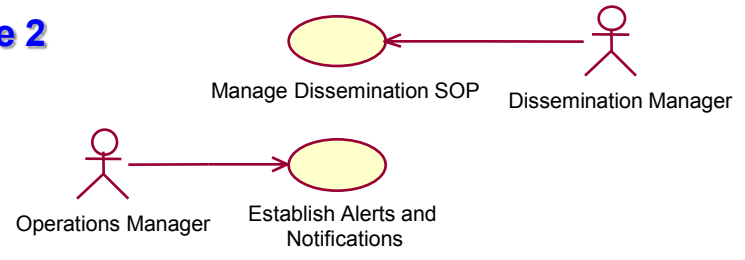 e 2
Manage Dissemination SOP
Dissemination Manager
Operations Manager
Establish Alerts and
Notifications